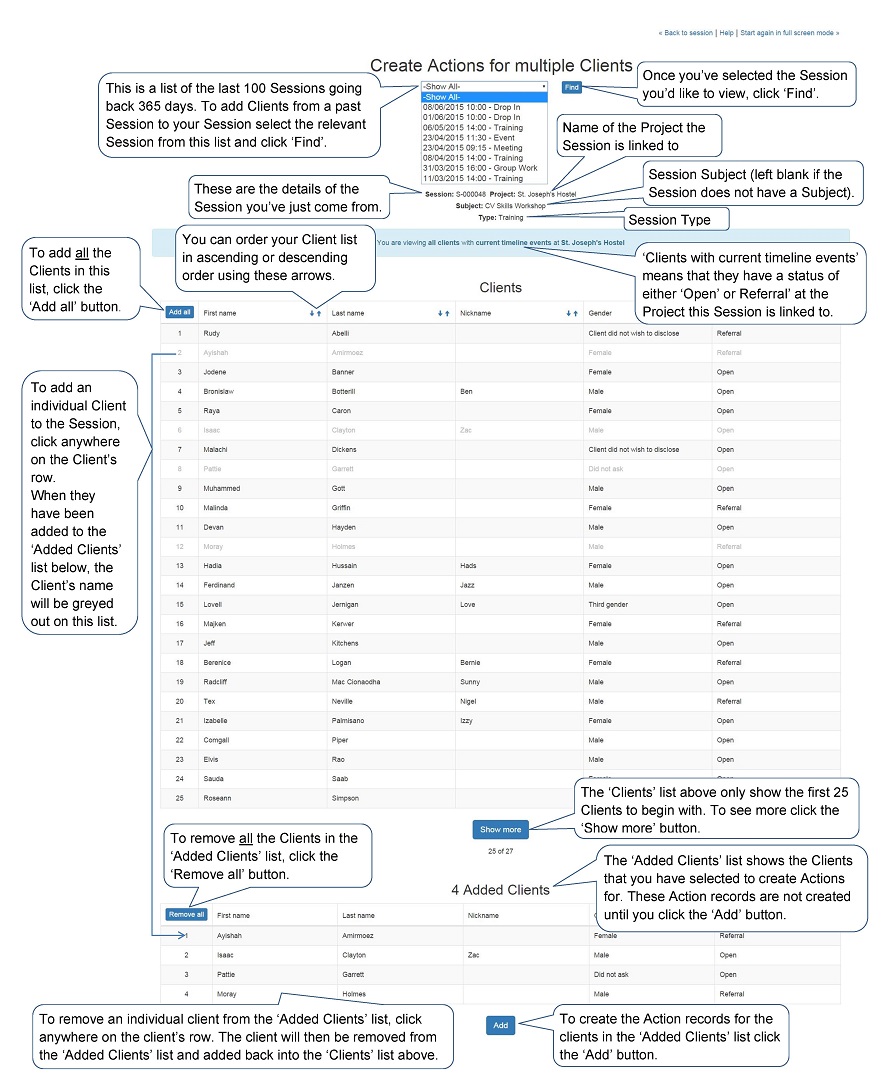 « Back to session | Help | Start again in full screen mode »
Create Actions for multiple Clients
This is a list of the last 100 Sessions going
back 365 days. To add Clients from a past
Session to your Session select the relevant
Session from this list and click ‘Find’.
-Show All-
-Show All-
08/06/2015 10:00 - Drop In
01/06/2015 10:00 - Drop In
06/05/2015 14:00 - Training
23/04/2015 11:30 - Event
23/04/2015 09:15 - Meeting
08/04/2015 14:00 - Training
31/03/2015 16:00 - Group Work
11/03/2015 14:00 - Training
Find
Once you’ve selected the Session
you’d like to view, click ‘Find’.
Name of the Project the
Session is linked to
These are the details of the
Session you’ve just come from.
Session: S-000048 Project: St. Joseph's Hostel
Subject: CV Skills Workshop
Type: Training
Session Subject (left blank if the
Session does not have a Subject).
Session Type
To add all the
Clients in this
list, click the
‘Add all’ button.
You can order your Client list
in ascending or descending
order using these arrows.
You are viewing all clients with current timeline events at St. Joseph's Hostel
‘Clients with current timeline events’
means that they have a status of
either ‘Open’ or Referral’ at the
Project this Session is linked to.
Clients
Add all First name Last name Nickname Gender
1 Rudy Abelli Client did not wish to disclose Referral
2 Ayishah Amirmoez Female Referral
3 Jodene Banner Female Open
4 Bronislaw Botterill Ben Male Open
5 Raya Caron Female Open
6 Isaac Clayton Zac Male Open
7 Malachi Dickens Client did not wish to disclose Open
8 Pattie Garrett Did not ask Open
9 Muhammed Gott Male Open
10 Malinda Griffin Female Referral
11 Devan Hayden Male Open
12 Moray Holmes Male Referral
13 Hadia Hussain Hads Female Open
14 Ferdinand Janzen Jazz Male Open
15 Lovell Jernigan Love Third gender Open
16 Majken Kerwer Female Referral
17 Jeff Kitchens Male Open
18 Berenice Logan Bernie Female Referral
19 Radcliff Mac Cionaodha Sunny Male Open
20 Tex Neville Nigel Male Referral
21 Izabelle Palmisano Izzy Female Open
22 Comgall Piper Male Open
23 Elvis Rao Male Open
24 Sauda Saab Open
25 Roseann Simpson
To add an
individual Client
to the Session,
click anywhere
on the Client’s
row.
When they
have been
added to the
‘Added Clients’
list below, the
Client’s name
will be greyed
out on this list.
The ‘Clients’ list above only show the first 25
Clients to begin with. To see more click the
‘Show more’ button.
Show more
25 of 27
To remove all the Clients in the
‘Added Clients’ list, click the
‘Remove all’ button.
The ‘Added Clients’ list shows the Clients
that you have selected to create Actions
for. These Action records are not created
until you click the ‘Add’ button.
4 Added Clients
Remove all First name Last name Nickname
1 Ayishah Amirmoez Female Referral
2 Isaac Clayton Zac Male Open
3 Pattie Garrett Did not ask Open
4 Moray Holmes Male Referral
To remove an individual client from the ‘Added Clients’ list, click
anywhere on the client’s row. The client will then be removed from
the ‘Added Clients’ list and added back into the ‘Clients’ list above.
Add
To create the Action records for the
clients in the ‘Added Clients’ list click
the ‘Add’ button.